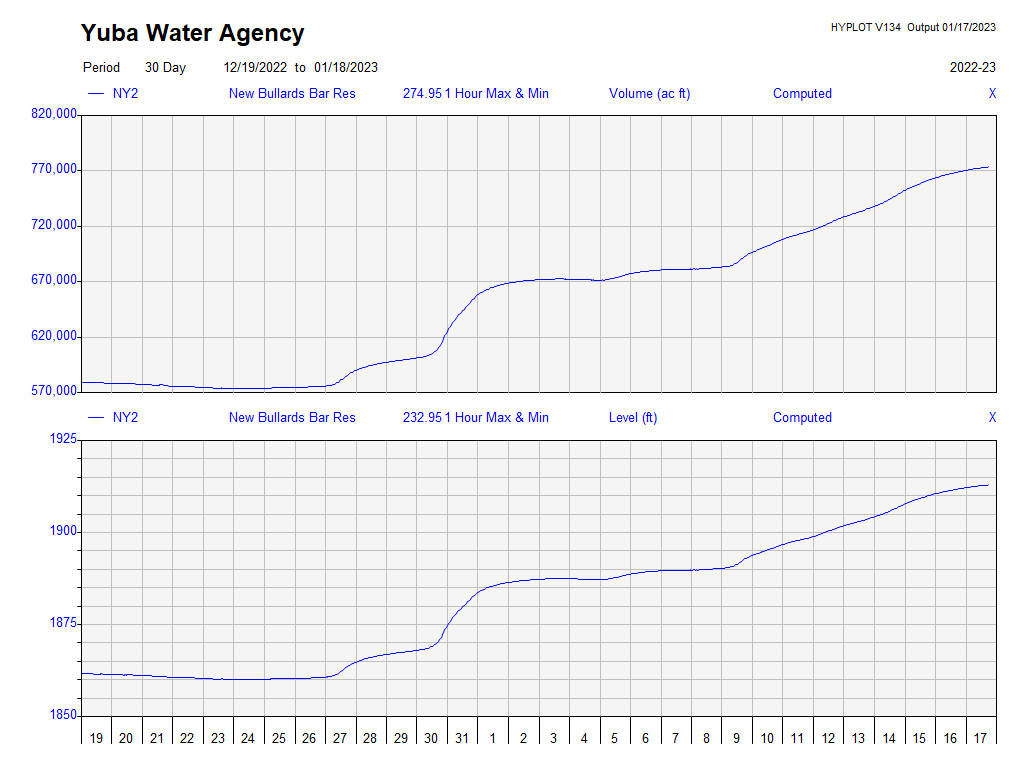 Yuba Water Agency
HYPLOT V134 Output 01/17/2023
Period 30 Day 12/19/2022 to 01/18/2023 2022-23
NY2 New Bullards Bar Res 274.95 1 Hour Max & Min Volume (ac ft) Computed X
820,000
770,000
720,000
670,000
620,000
570,000
NY2 New Bullards Bar Res 232.95 1 Hour Max & Min Level (ft) Computed X
1925
1900
1875
1850
19 20 21 22 23 24 25 26 27 28 29 30 31 1 2 3 4 5 6 7 8 9 10 11 12 13 14 15 16 17